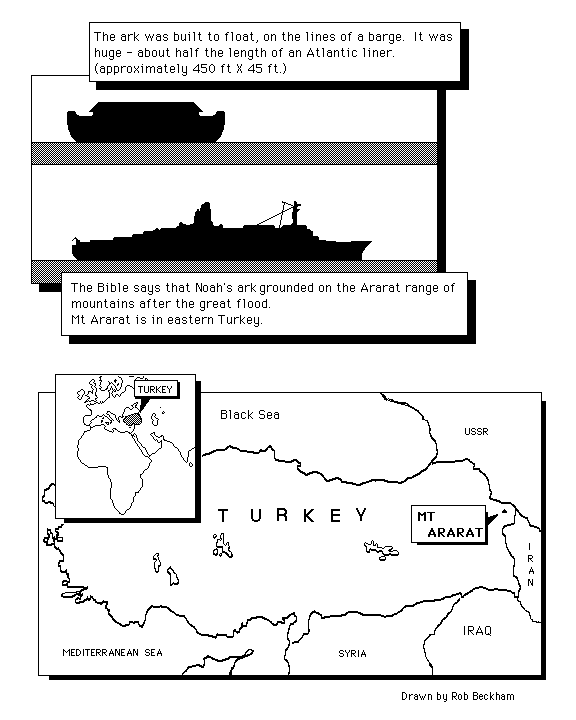 The ark was built to float, on the lines of a barge. It was
huge - about half the length of an Atlantic liner.
(approximately 450 ft X 45 ft.)
The Bible says that Noah's ark grounded on the Ararat range of
mountains after the great flood.
Mt Ararat is in eastern Turkey.
TURKEY
Black Sea
USSR
TURKEY
MT
ARARAT
IRAN
IRAQ
MEDITERRANEAN SEA
SYRIA
Drawn by Rob Beckham